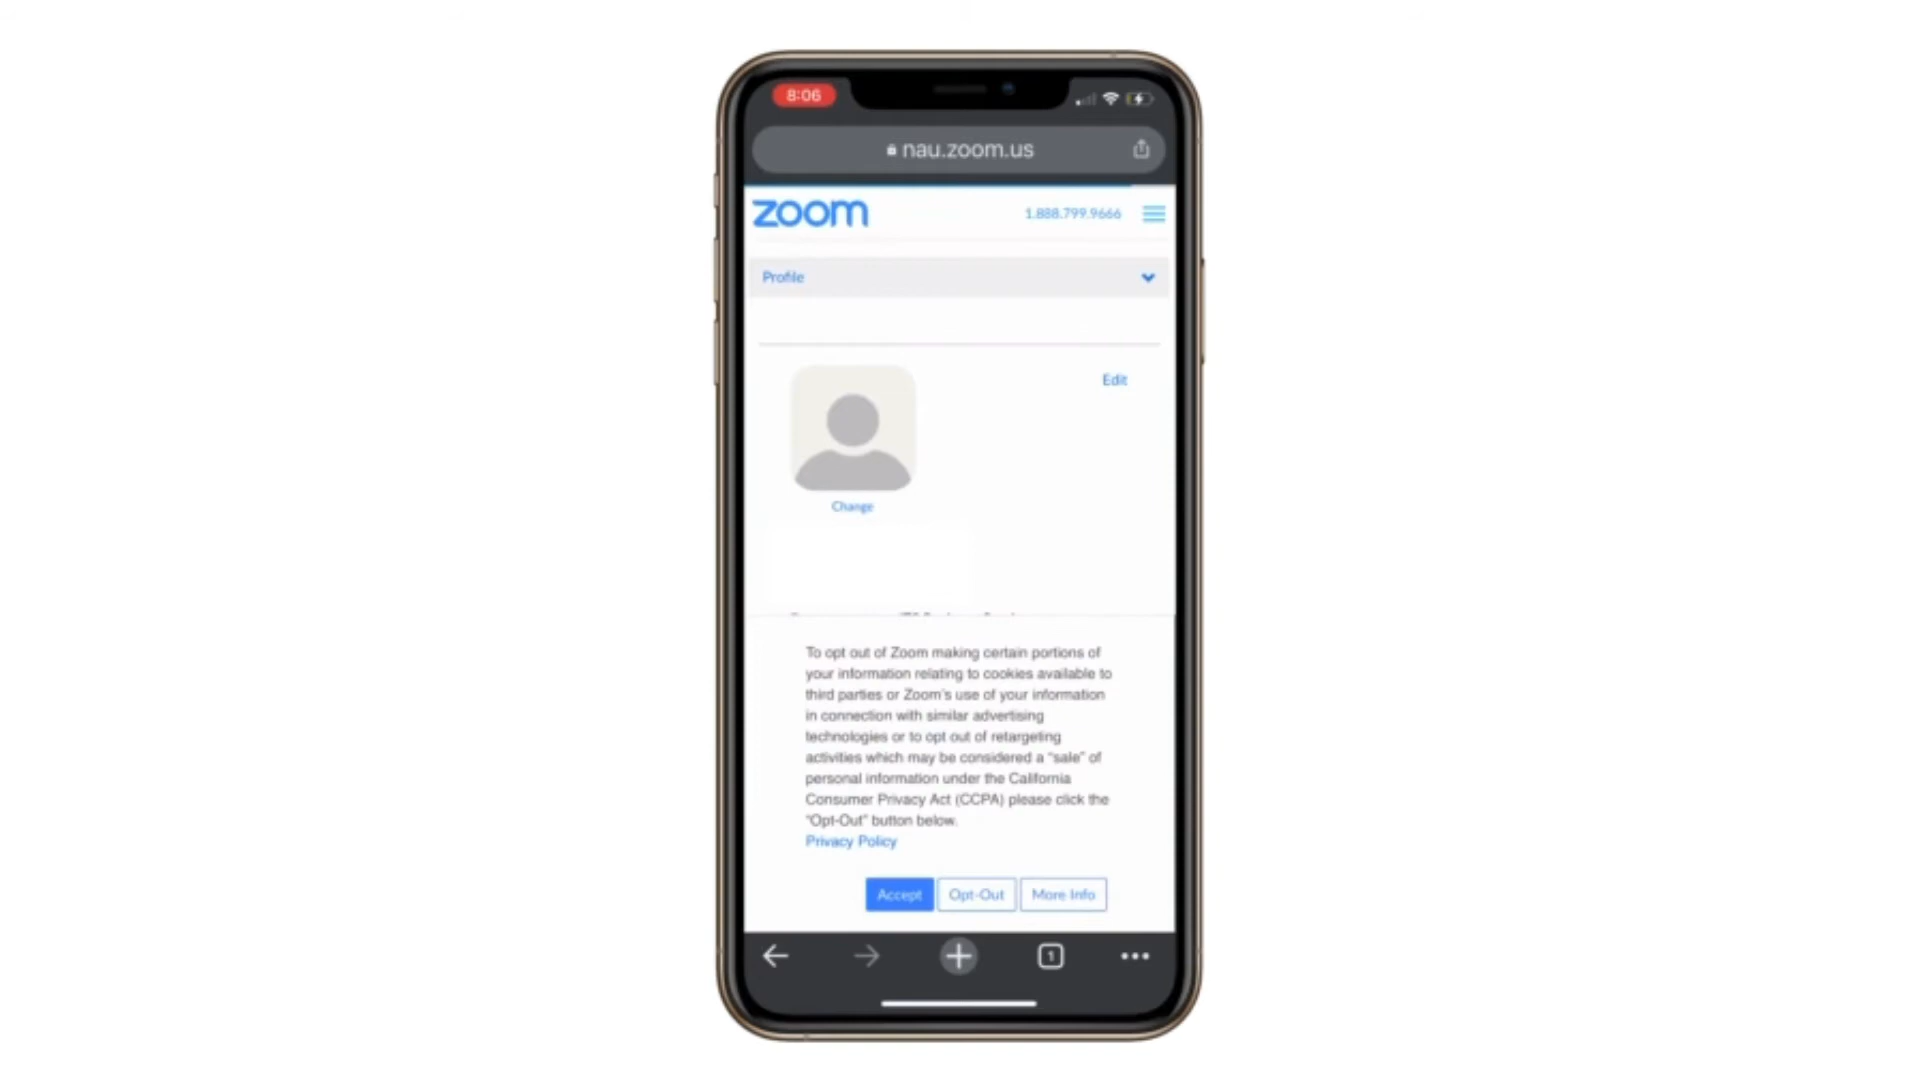 8:06
nau.zoom.us
zoom
1.888.799.9666
Profile
Edit
Change
To opt out of Zoom making certain portions of
your information relating to cookies available to
third parties or Zoom's use of your information
in connection with similar advertising
technologies or to opt out of retargeting
activities which may be considered a "sale" of
personal information under the California
Consumer Privacy Act (CCPA) please click the
"Opt-Out" button below.
Privacy Policy
Accept
Opt-Out
More Info
1